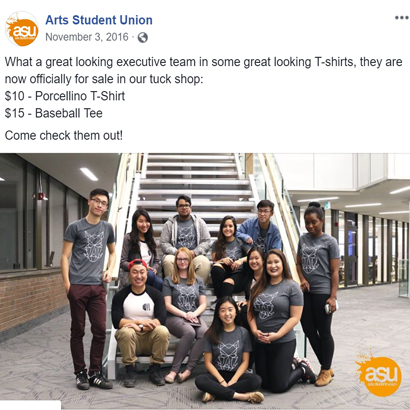 Arts Student Union
November 3, 2016 ·
What a great looking executive team in some great looking T-shirts, they are
now officially for sale in our tuck shop:
$10 - Porcellino T-Shirt
$15 - Baseball Tee
Come check them out!
asu
asu
asu